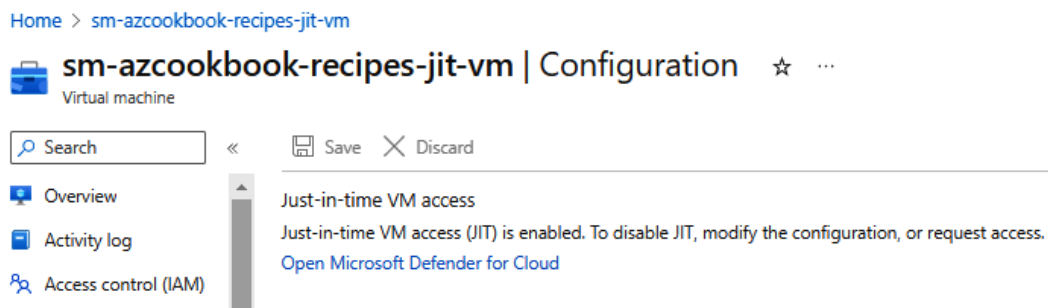 Home > sm-azcookbook-recipes-jit-vm
sm-azcookbook-recipes-jit-vm | Configuration ☆ ···
Virtual machine
Search «
Save Discard
Overview
Just-in-time VM access
Activity log
Just-in-time VM access (JIT) is enabled. To disable JIT, modify the configuration, or request access.
Open Microsoft Defender for Cloud
Access control (IAM)